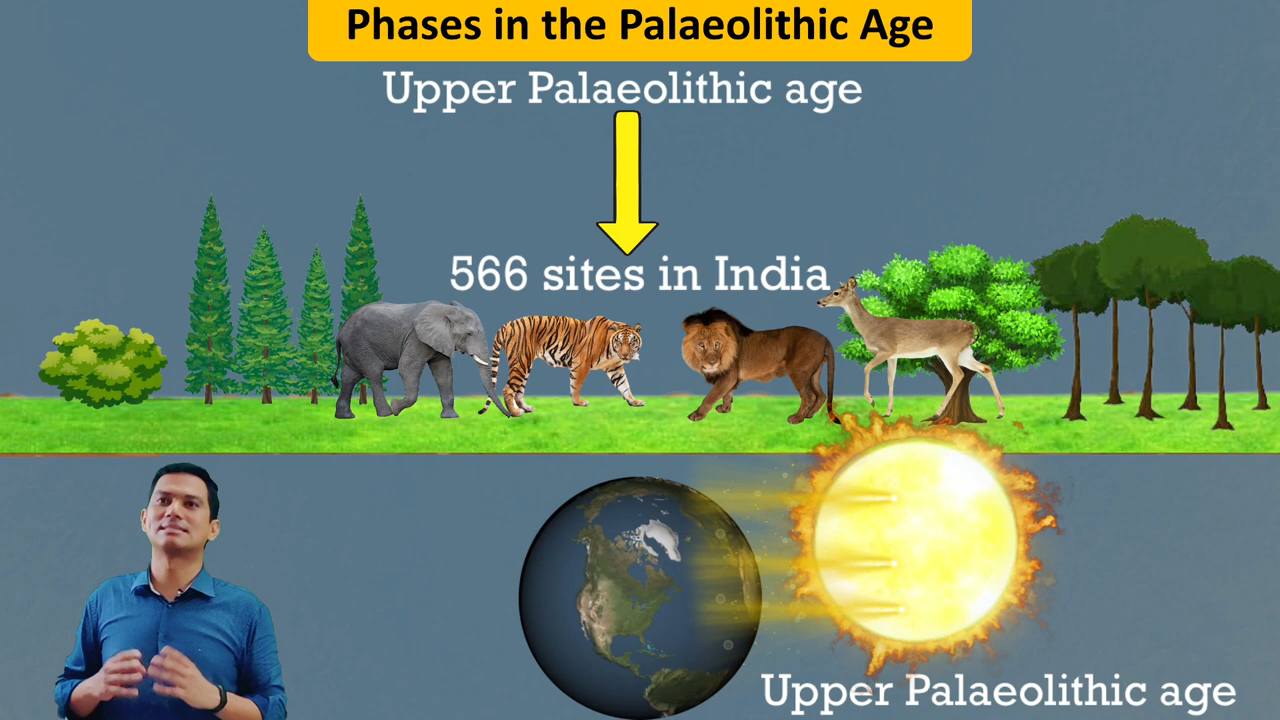 Phases in the Palaeolithic Age
Upper Palaeolithic age
566 sites in India
Upper Palaeolithic age